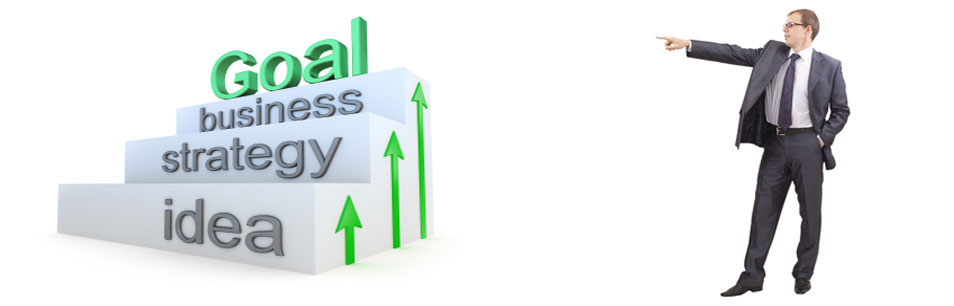 Goal
business
strategy
idea